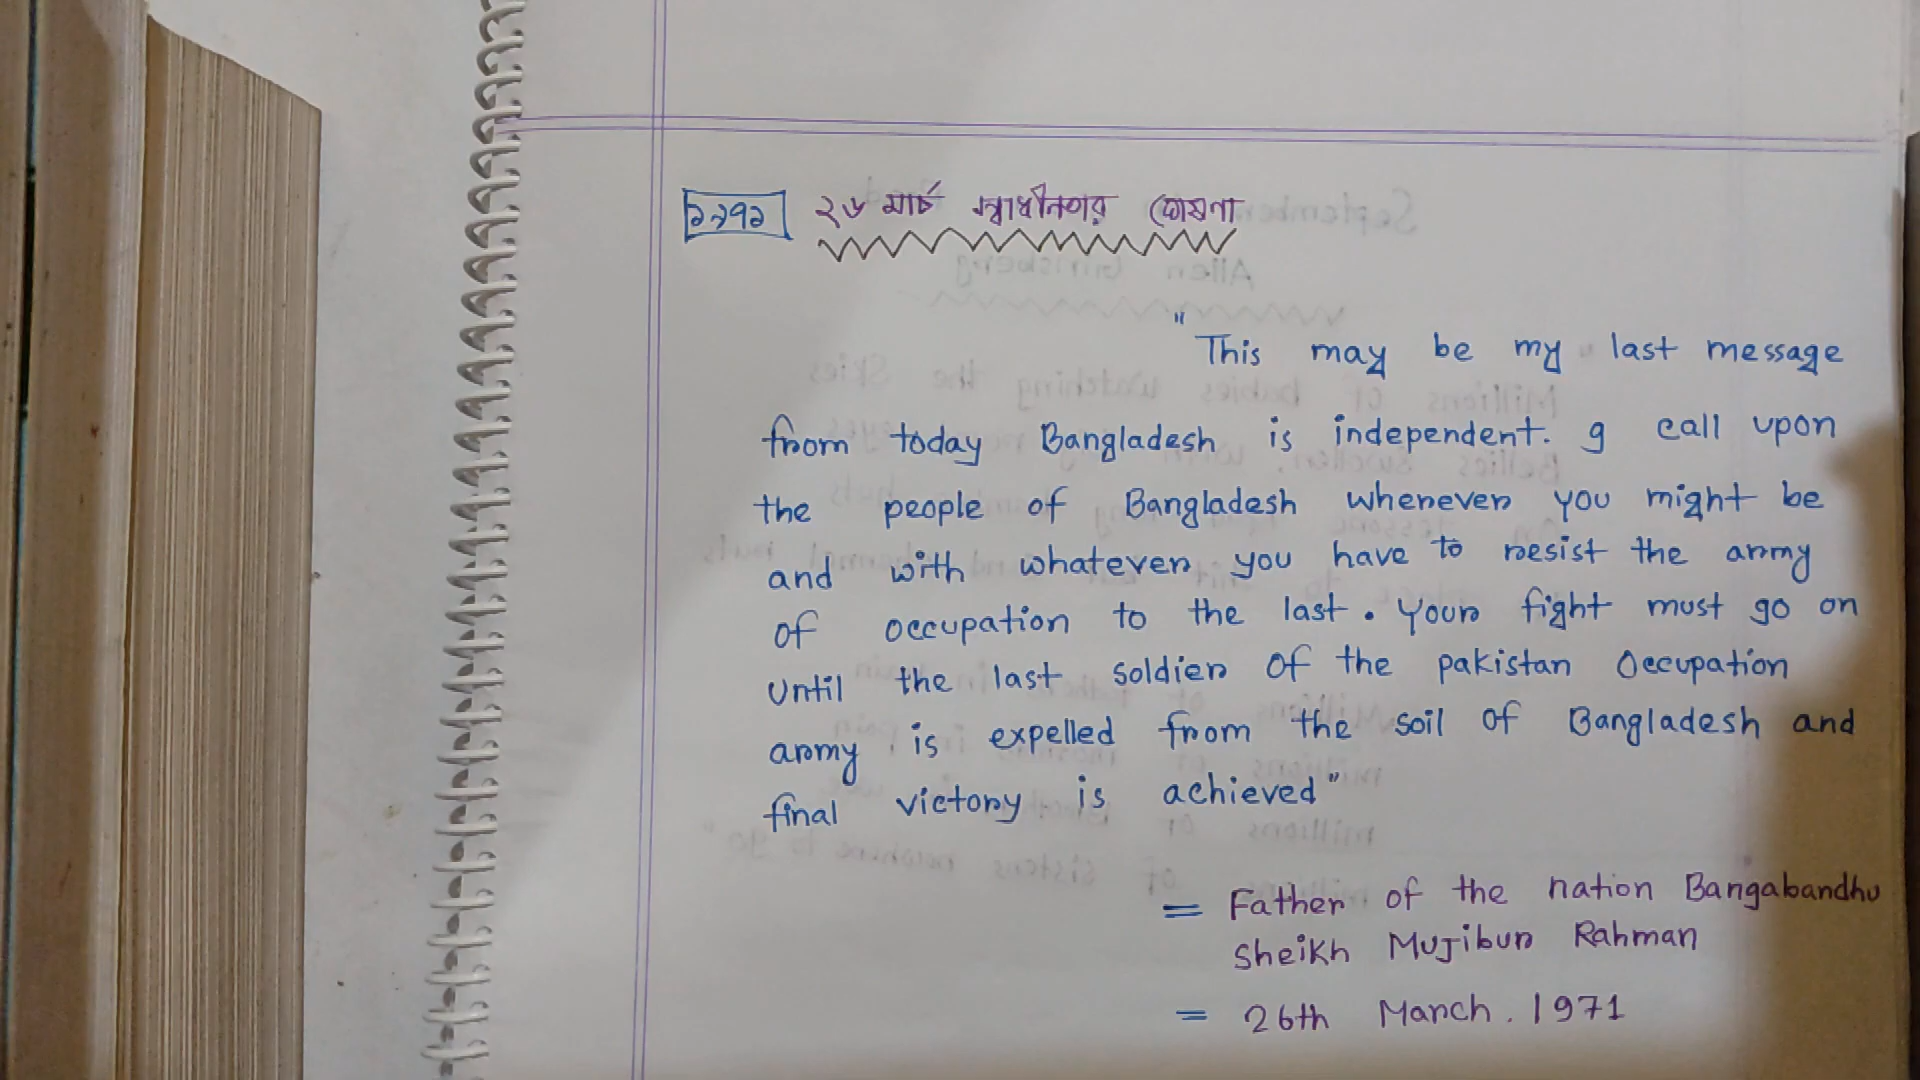 ১৯৭১ ২৬ মার্চ স্বাধীনতার ঘোষনা
"This may be my last message
from today Bangladesh is independent. I call upon
the people of Bangladesh whenever you might be
and with whatever you have to resist the army
of occupation to the last. Your fight must go on
until the last soldier of the pakistan Occupation
army is expelled from the soil of Bangladesh and
final victory is achieved"
= Father of the nation Bangabandhu
Sheikh Mujibur Rahman
= 26th March. 1971